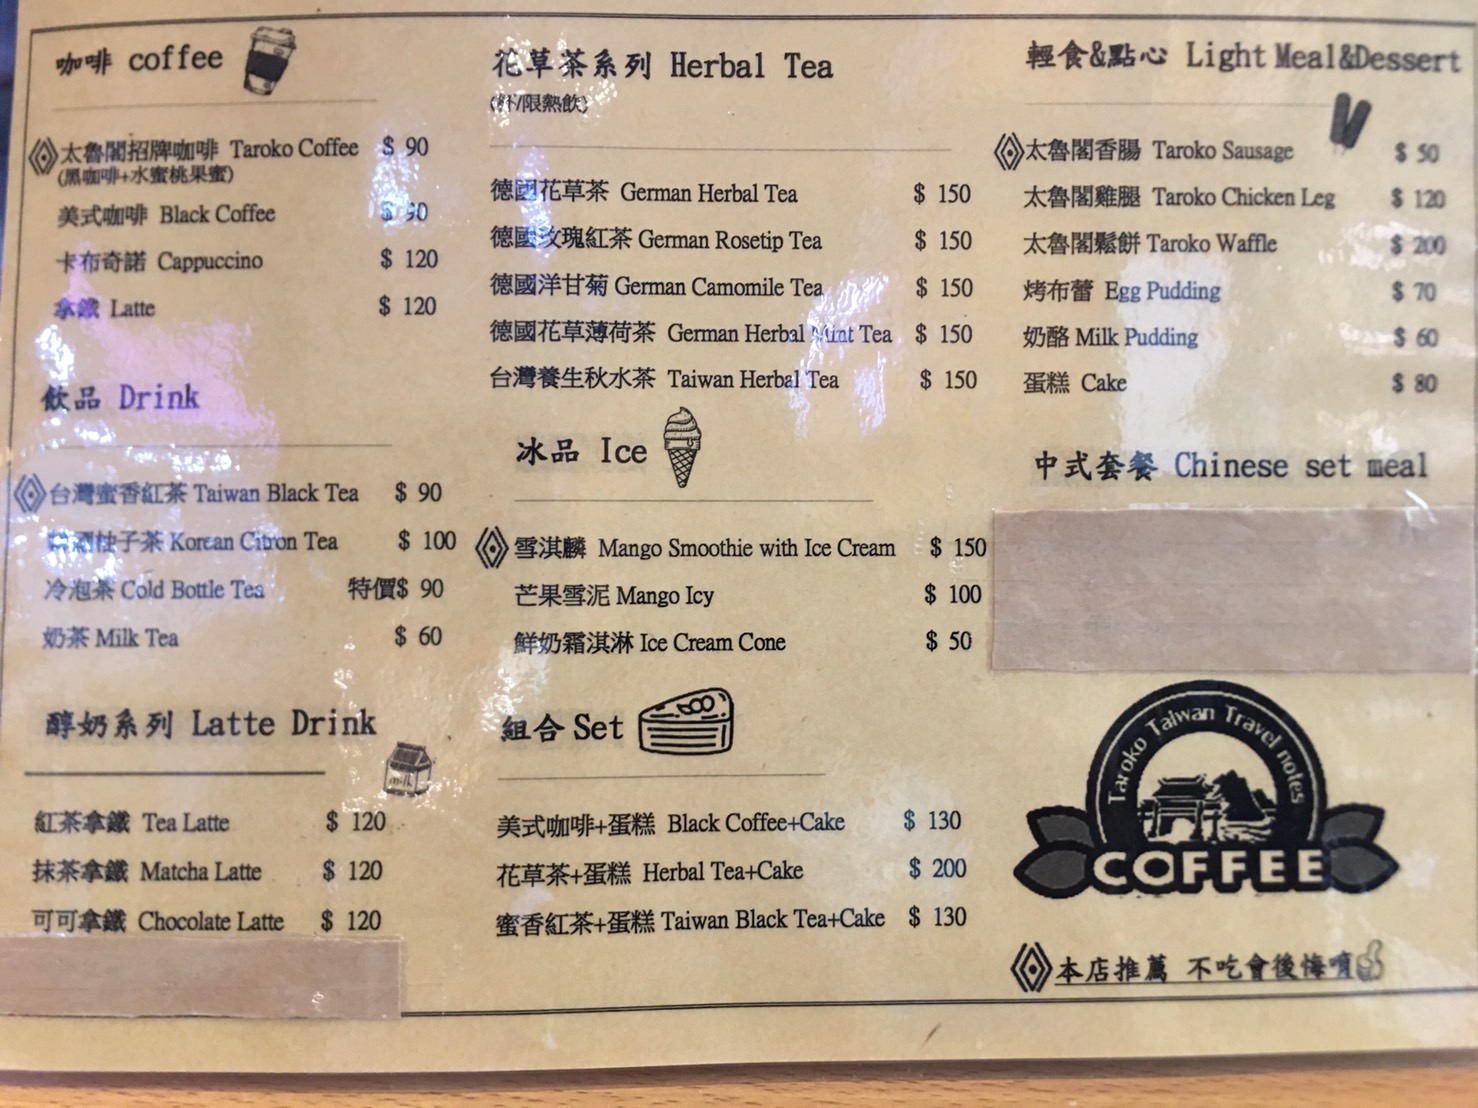 咖啡 coffee
太魯閣招牌咖啡 Taroko Coffee $ 90
(黑咖啡+水蜜桃果蜜)
美式咖啡 Black Coffee $ 90
卡布奇諾 Cappuccino $ 120
拿鐵 Latte $ 120
飲品 Drink
台灣蜜香紅茶 Taiwan Black Tea $ 90
柚子茶 Korean Citron Tea $ 100
冷泡茶 Cold Bottle Tea 特價$ 90
奶茶 Milk Tea $ 60
醇奶系列 Latte Drink
milk
紅茶拿鐵 Tea Latte $ 120
抹茶拿鐵 Matcha Latte $ 120
可可拿鐵 Chocolate Latte $ 120
花草茶系列 Herbal Tea
(杯/限熱飲)
德國花草茶 German Herbal Tea $ 150
德國玫瑰紅茶 German Rosetip Tea $ 150
德國洋甘菊 German Camomile Tea $ 150
德國花草薄荷茶 German Herbal Mint Tea $ 150
台灣養生秋水茶 Taiwan Herbal Tea $ 150
冰品 Ice
雪淇麟 Mango Smoothie with Ice Cream $ 150
芒果雪泥 Mango Icy $ 100
鮮奶霜淇淋 Ice Cream Cone $ 50
組合 Set
美式咖啡+蛋糕 Black Coffee+Cake $ 130
花草茶+蛋糕 Herbal Tea+Cake $ 200
蜜香紅茶+蛋糕 Taiwan Black Tea+Cake $ 130
輕食&點心 Light Meal&Dessert
太魯閣香腸 Taroko Sausage $ 50
太魯閣雞腿 Taroko Chicken Leg $ 120
太魯閣鬆餅 Taroko Waffle $ 200
烤布蕾 Egg Pudding $ 70
奶酪 Milk Pudding $ 60
蛋糕 Cake $ 80
中式套餐 Chinese set meal
Taroko Taiwan Travel notes
COFFEE
本店推薦 不吃會後悔唷